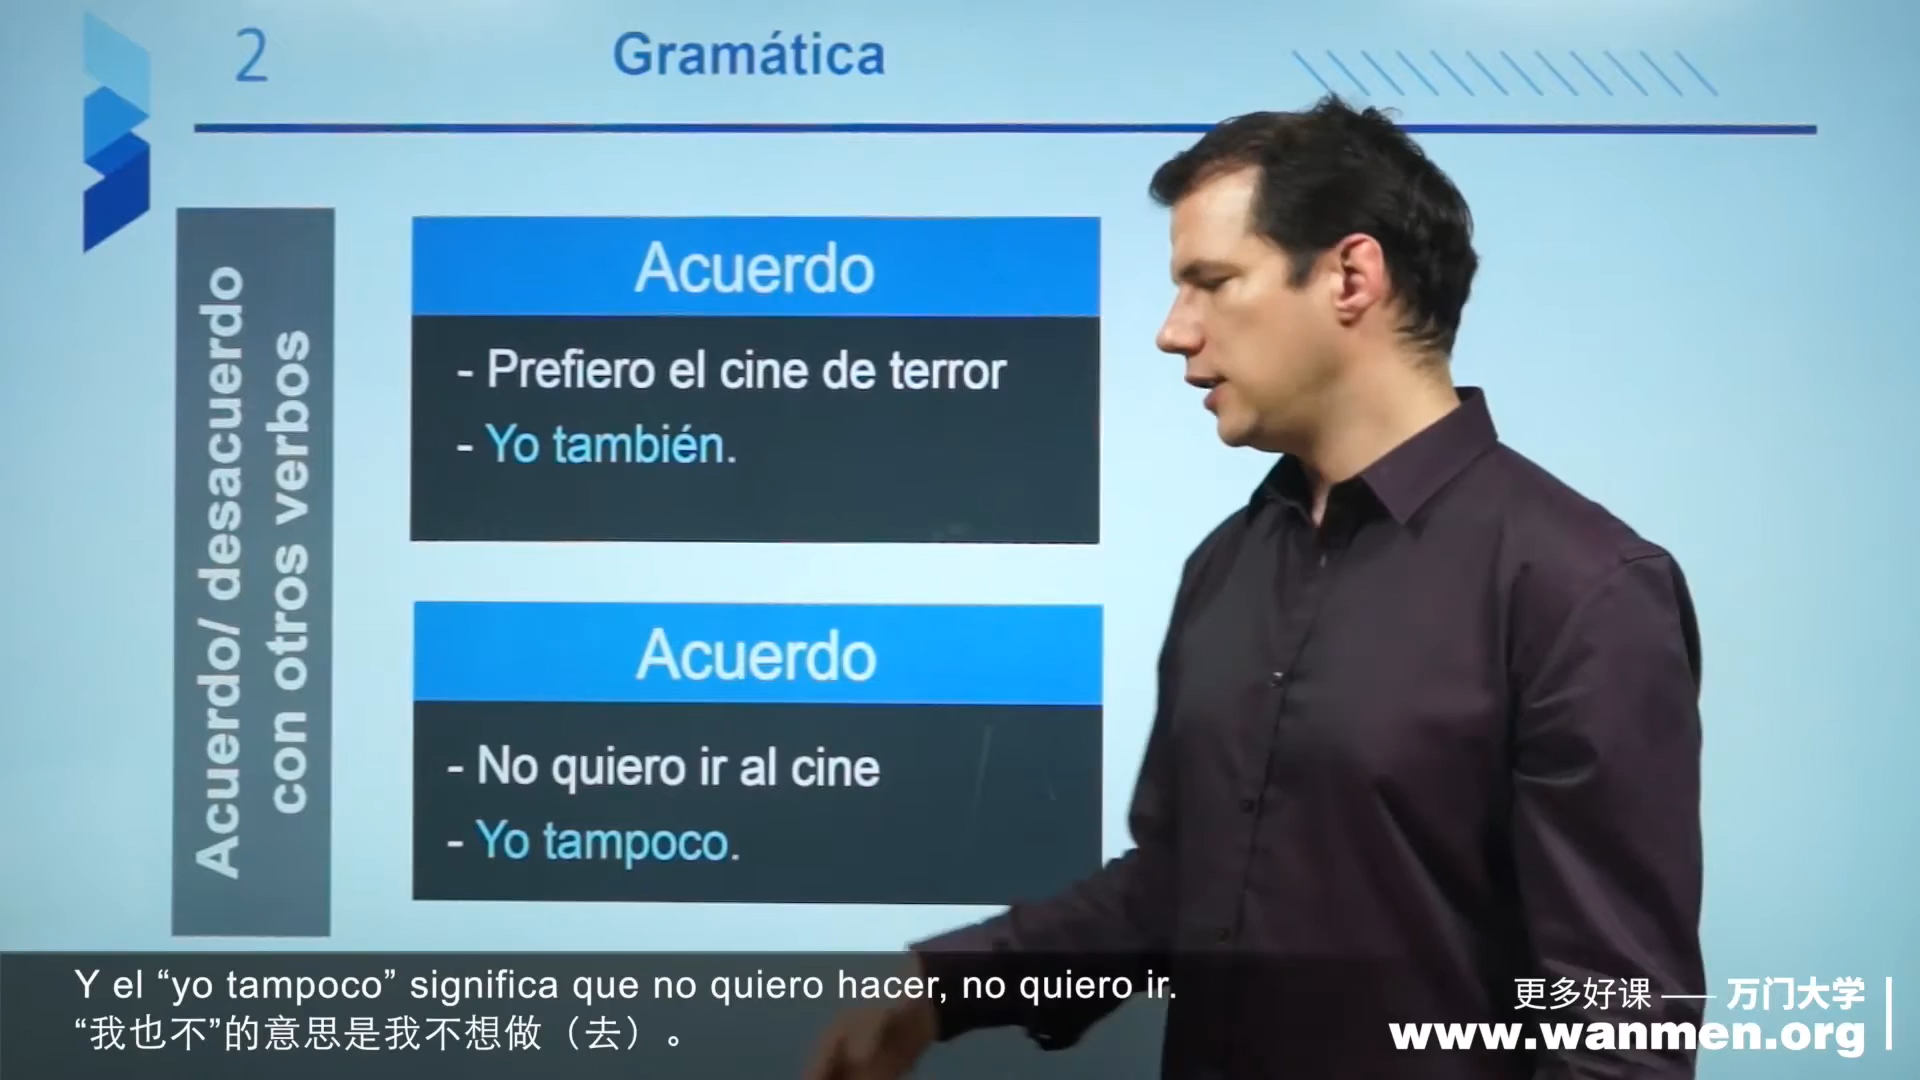 2
Gramática
Acuerdo/ desacuerdo
con otros verbos
Acuerdo
- Prefiero el cine de terror
- Yo también.
Acuerdo
- No quiero ir al cine
- Yo tampoco.
Y el “yo tampoco” significa que no quiero hacer, no quiero ir.
“我也不”的意思是我不想做（去）。
更多好课 —— 万门大学
www.wanmen.org